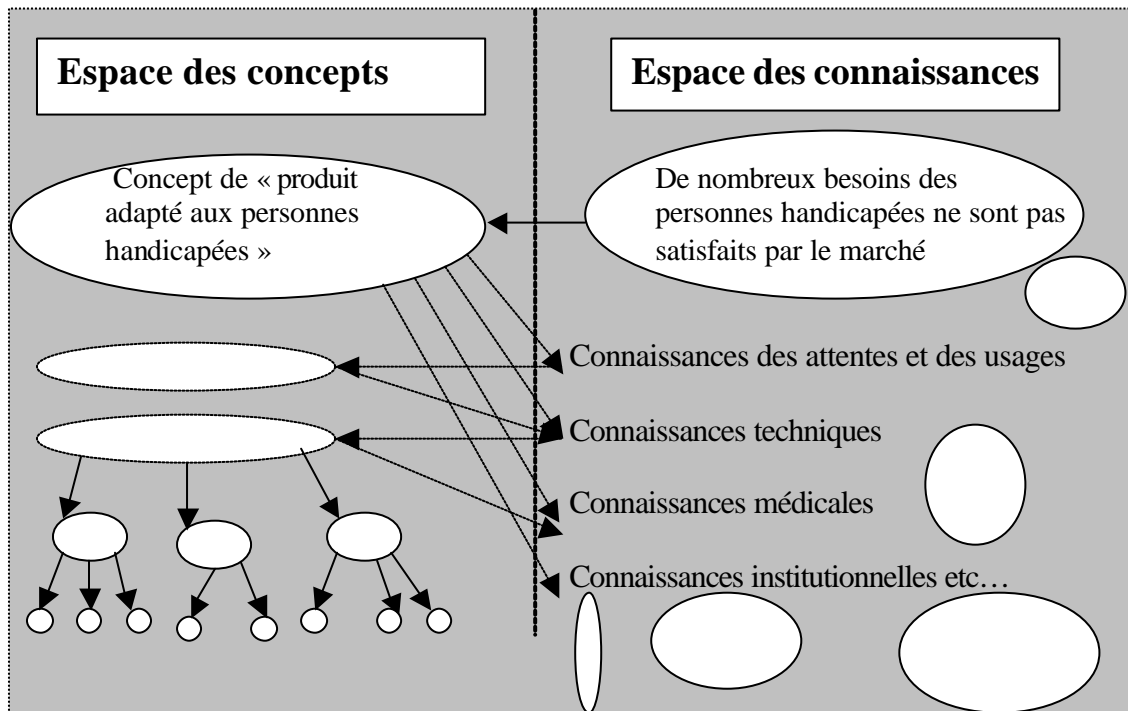 Espace des concepts
Espace des connaissances
Concept de « produit
adapté aux personnes
handicapées »
De nombreux besoins des
personnes handicapées ne sont pas
satisfaits par le marché
Connaissances des attentes et des usages
Connaissances techniques
Connaissances médicales
Connaissances institutionnelles etc…